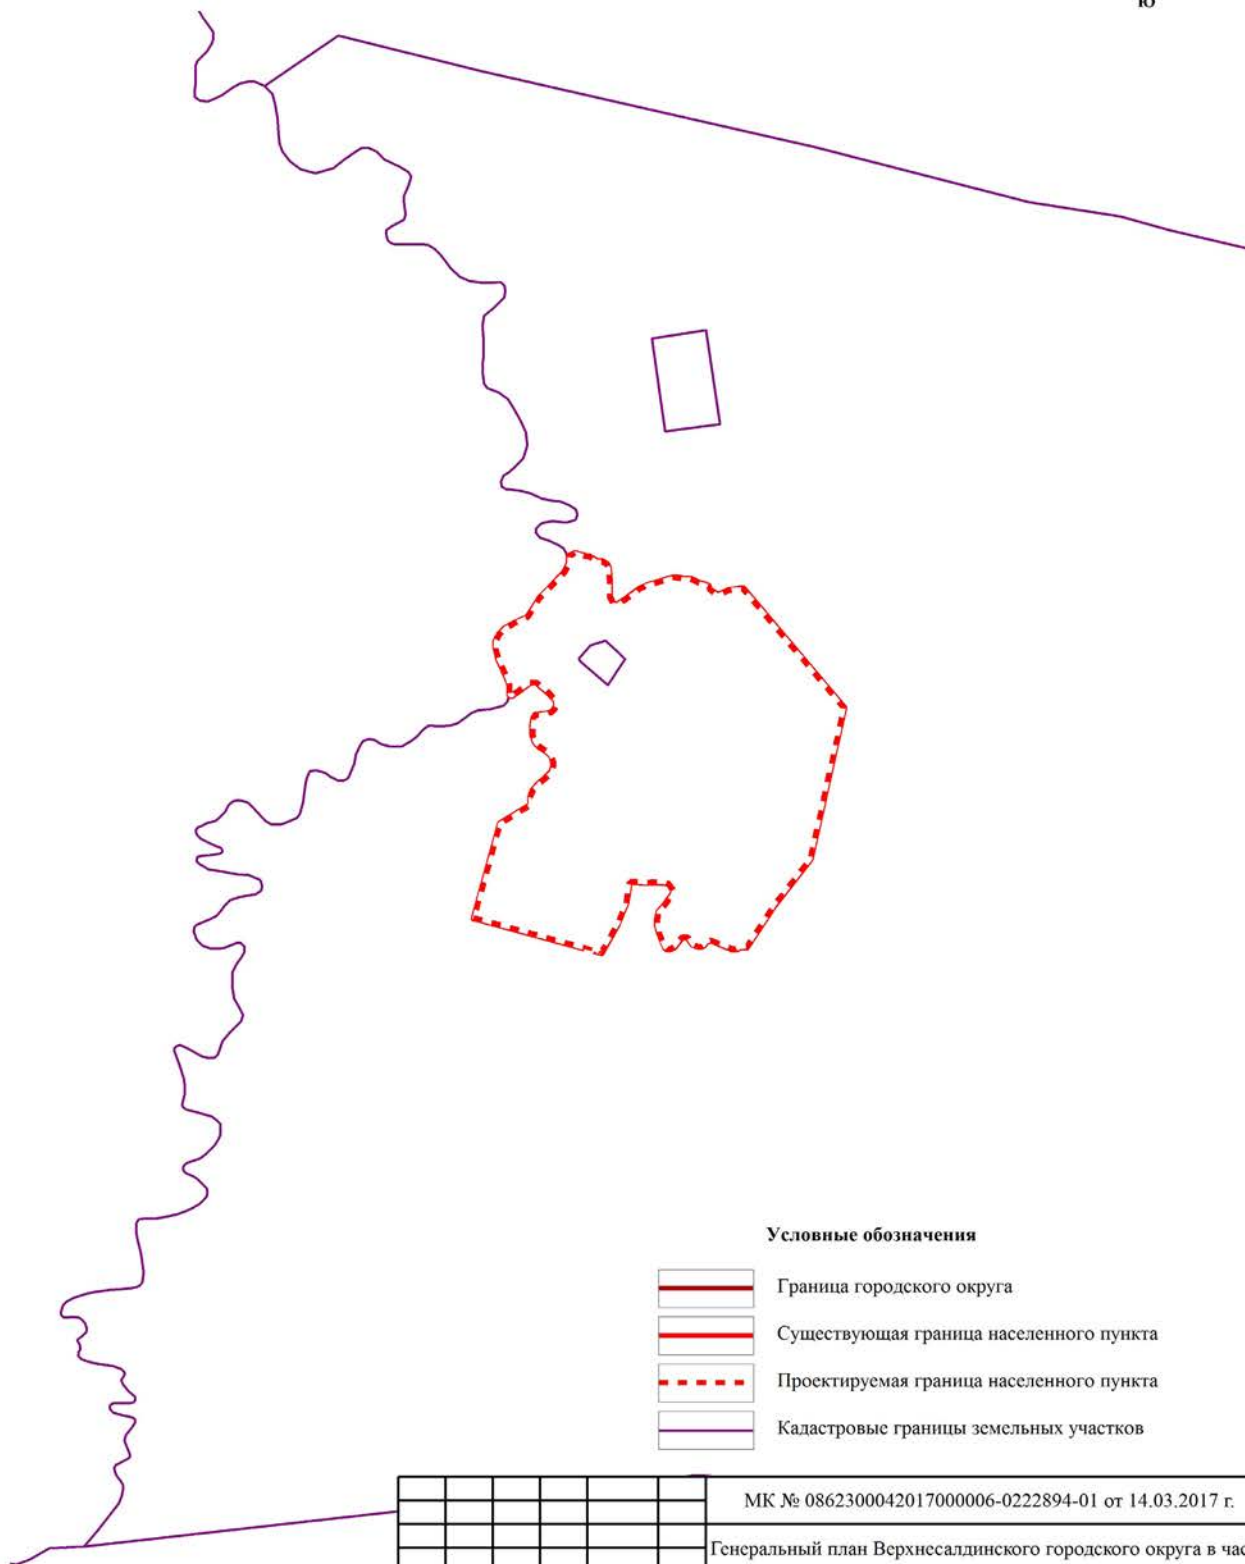 Ю
Условные обозначения
Граница городского округа
Существующая граница населенного пункта
Проектируемая граница населенного пункта
Кадастровые границы земельных участков
МК № 0862300042017000006-0222894-01 от 14.03.2017 г.
Генеральный план Верхнесалдинского городского округа в час